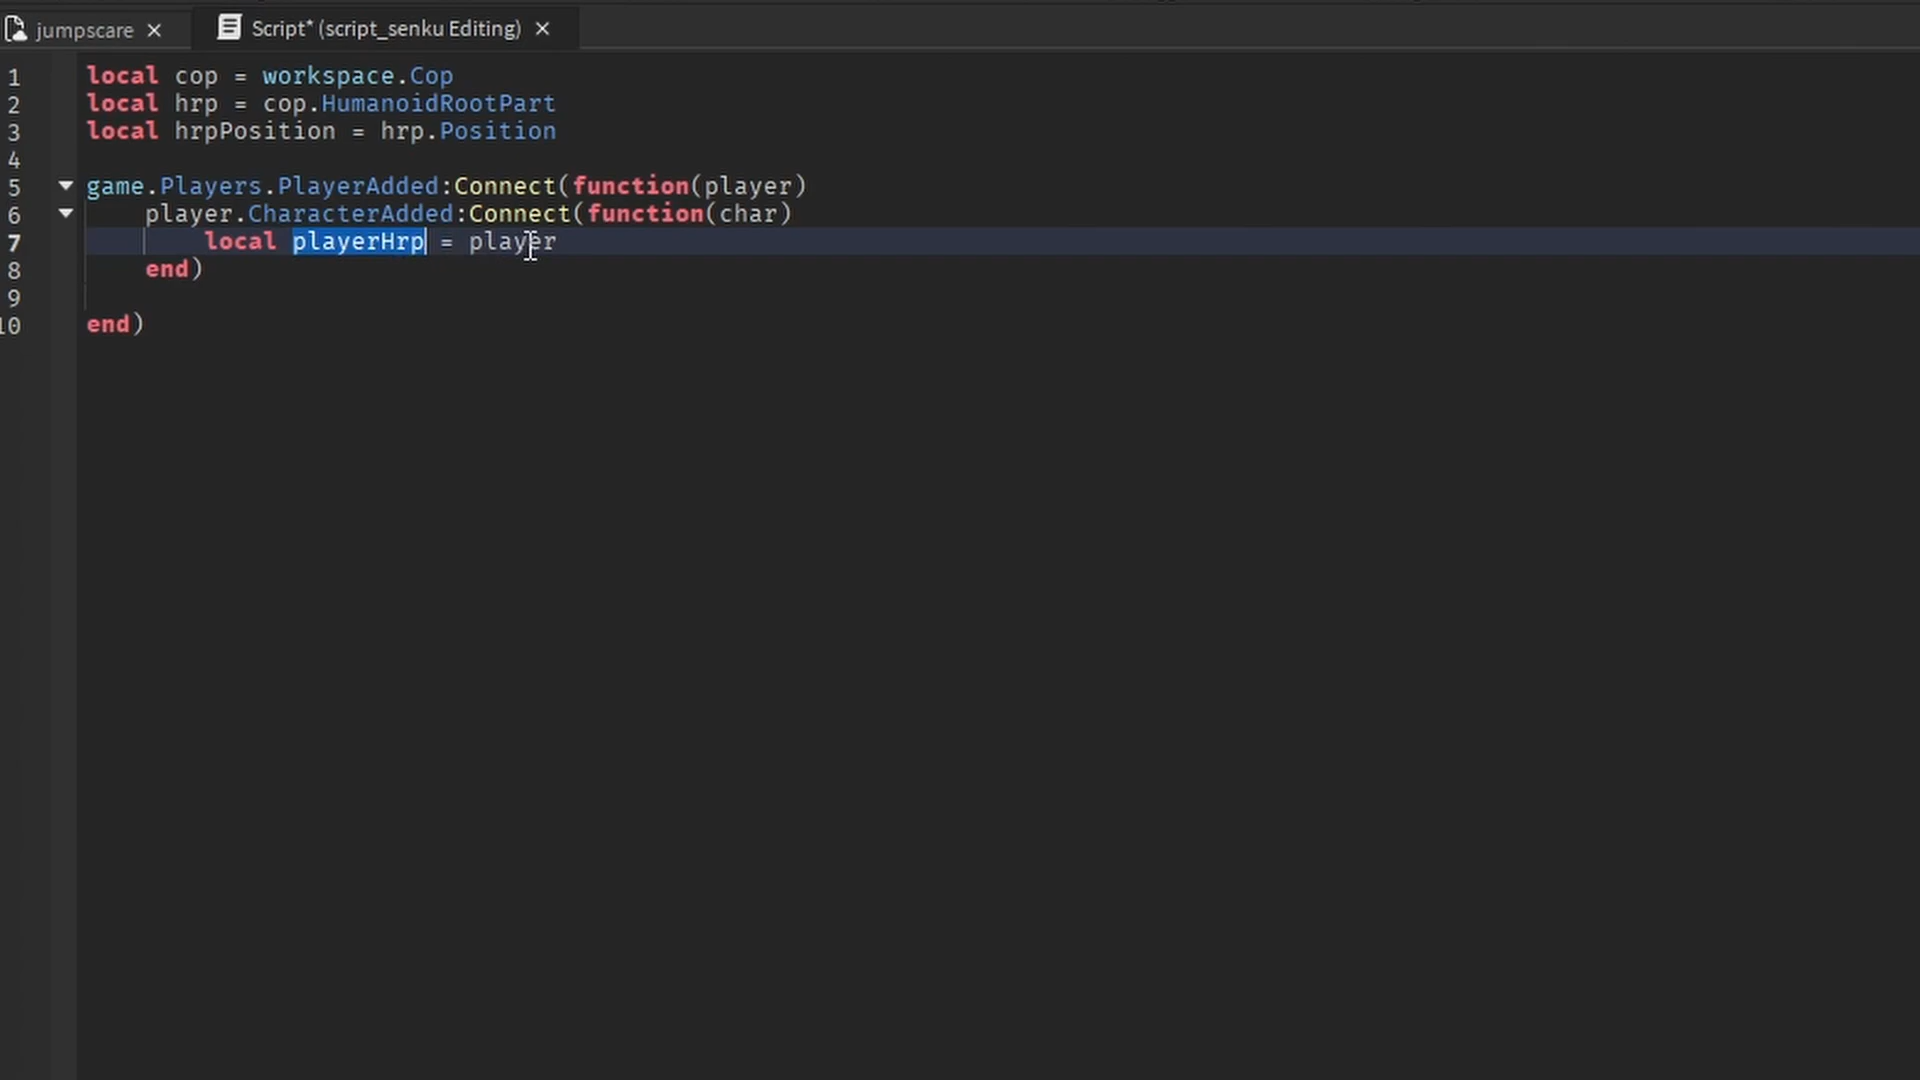 jumpscare
Script* (script_senku Editing)
1 local cop = workspace.Cop
2 local hrp = cop.HumanoidRootPart
3 local hrpPosition = hrp.Position
4
5 game.Players.PlayerAdded:Connect(function(player)
6 player.CharacterAdded:Connect(function(char)
7 local playerHrp = player
8 end)
9
10 end)